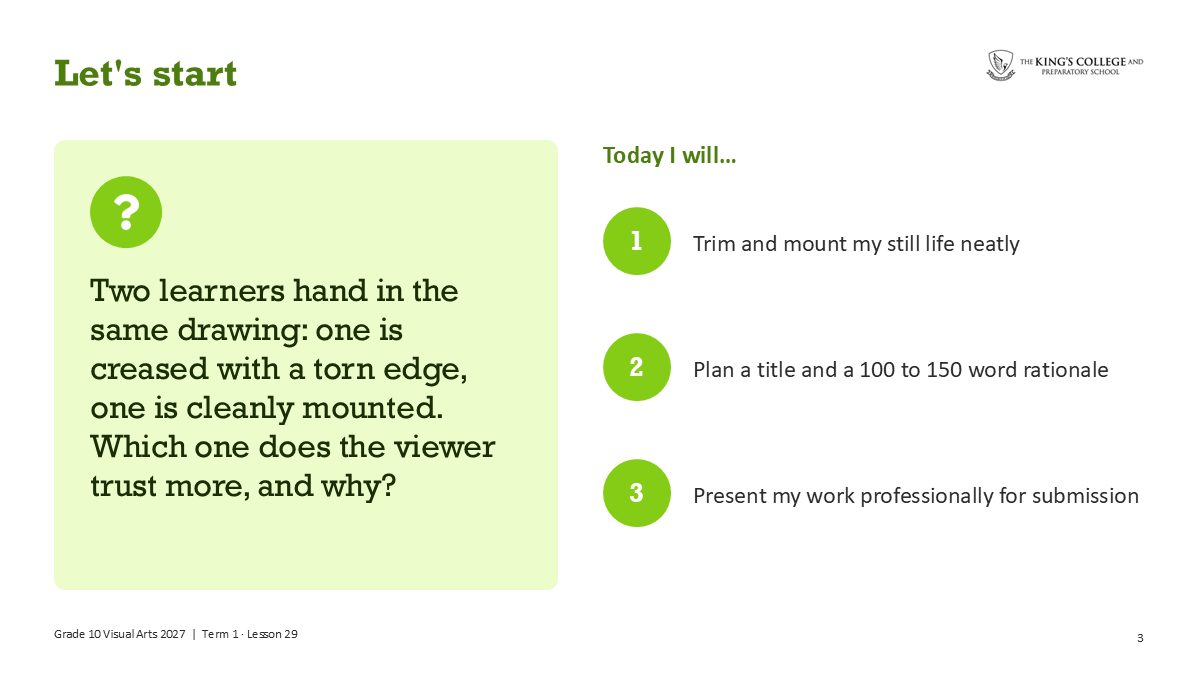 Let's start
THE KING'S COLLEGE AND
PREPARATORY SCHOOL
?
Two learners hand in the
same drawing: one is
creased with a torn edge,
one is cleanly mounted.
Which one does the viewer
trust more, and why?
Today I will...
1
Trim and mount my still life neatly
2
Plan a title and a 100 to 150 word rationale
3
Present my work professionally for submission
Grade 10 Visual Arts 2027 | Term 1 · Lesson 29
3